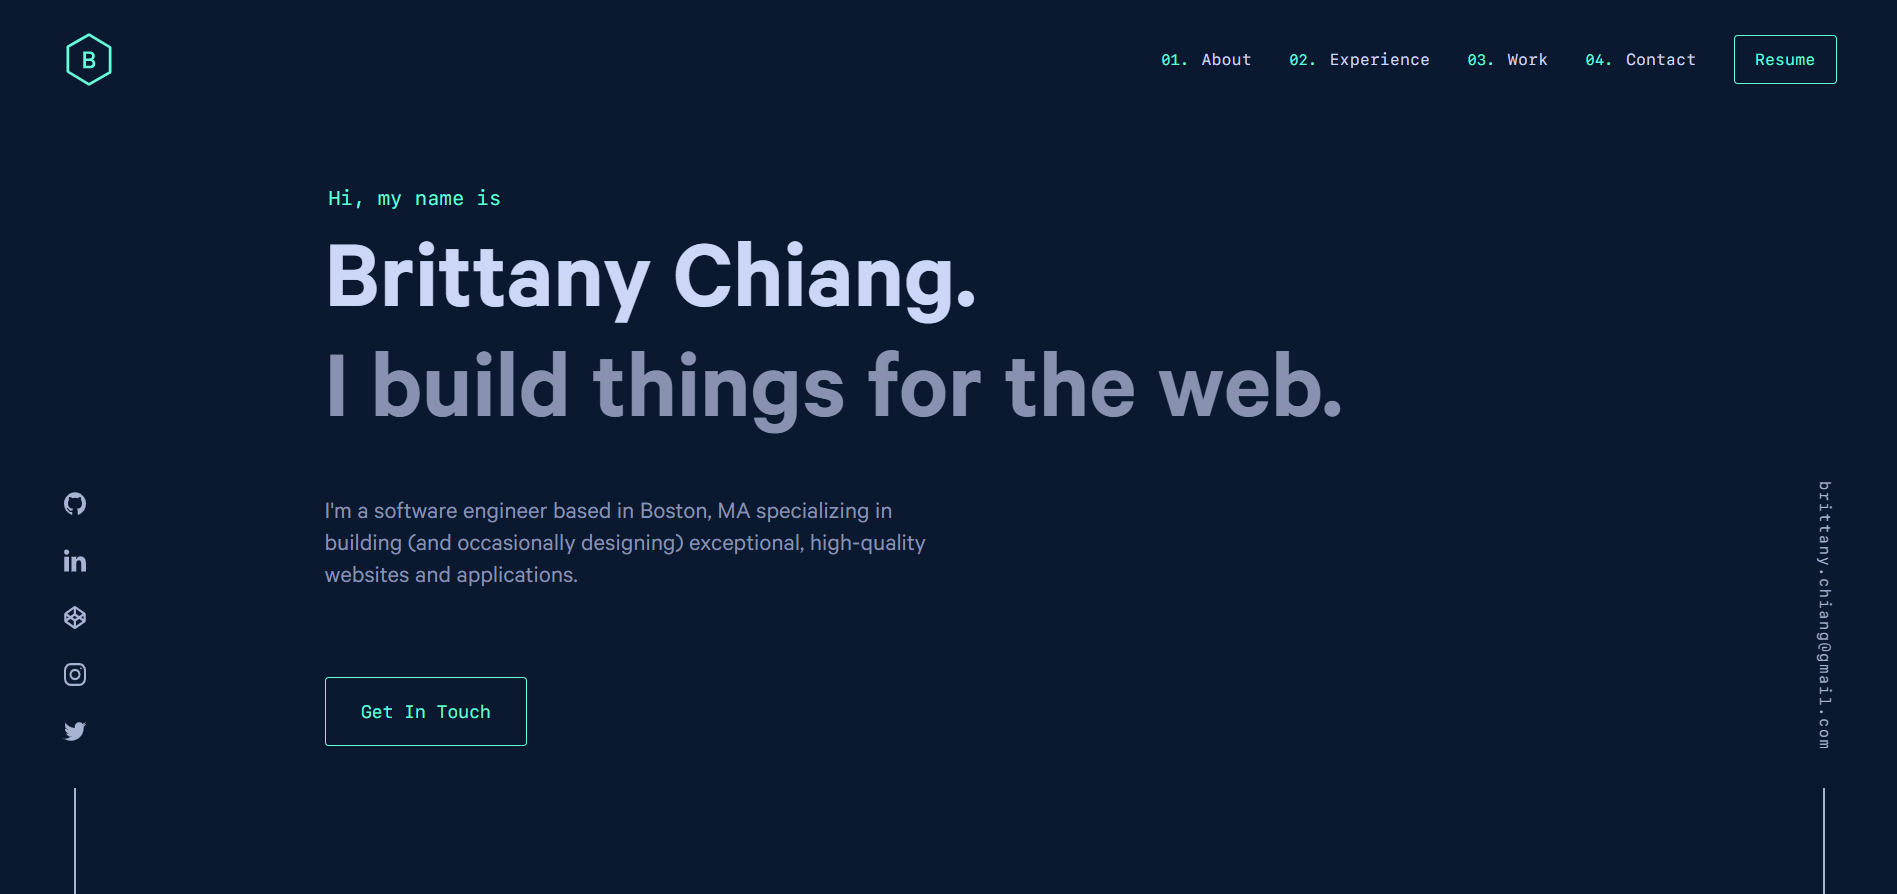 B
01. About 02. Experience 03. Work 04. Contact Resume
Hi, my name is
Brittany Chiang.
I build things for the web.
I'm a software engineer based in Boston, MA specializing in
building (and occasionally designing) exceptional, high-quality
websites and applications.
Get In Touch
brittany.chiang@gmail.com